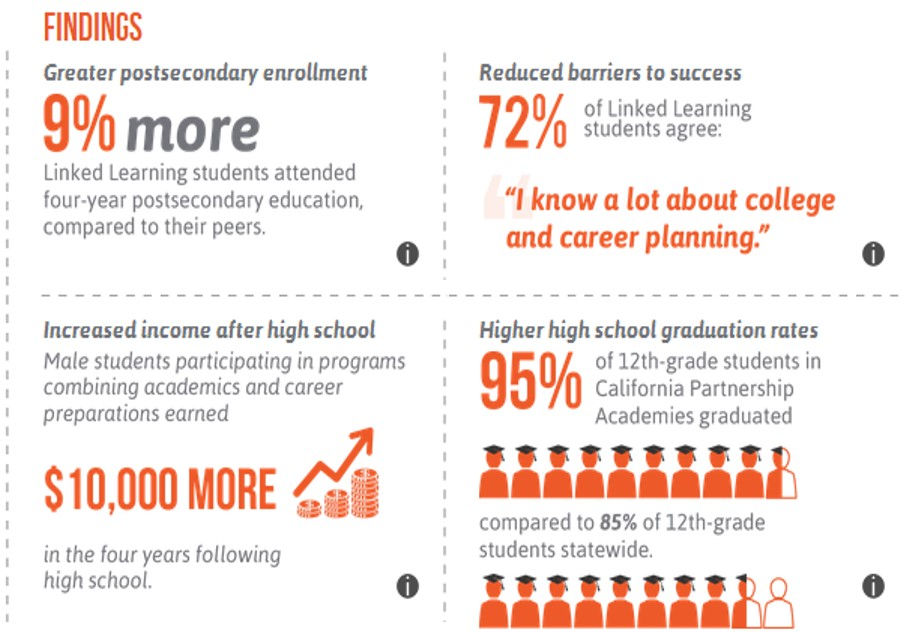 FINDINGS
Greater postsecondary enrollment
9% more
Linked Learning students attended
four-year postsecondary education,
compared to their peers.
i
Reduced barriers to success
72% of Linked Learning
students agree:
“I know a lot about college
and career planning.”
i
Increased income after high school
Male students participating in programs
combining academics and career
preparations earned
$10,000 MORE
in the four years following
high school.
i
Higher high school graduation rates
95% of 12th-grade students in
California Partnership
Academies graduated
compared to 85% of 12th-grade
students statewide.
i